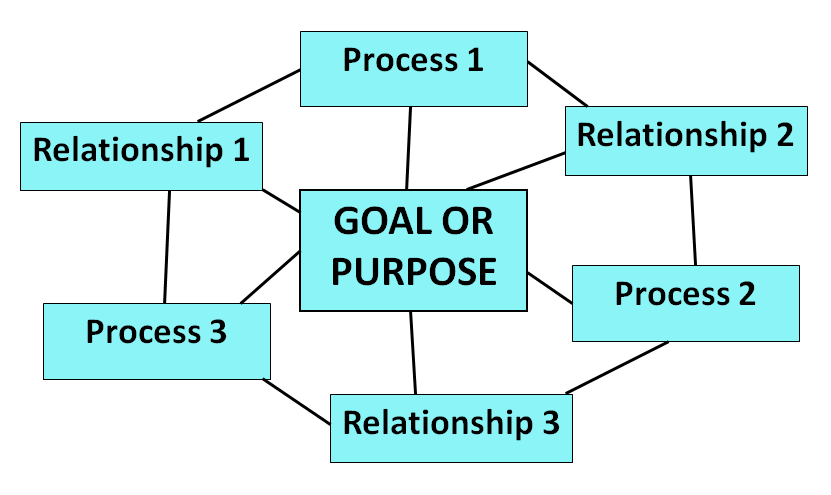 Process 1
Relationship 2
Relationship 1
GOAL OR
PURPOSE
Process 2
Process 3
Relationship 3